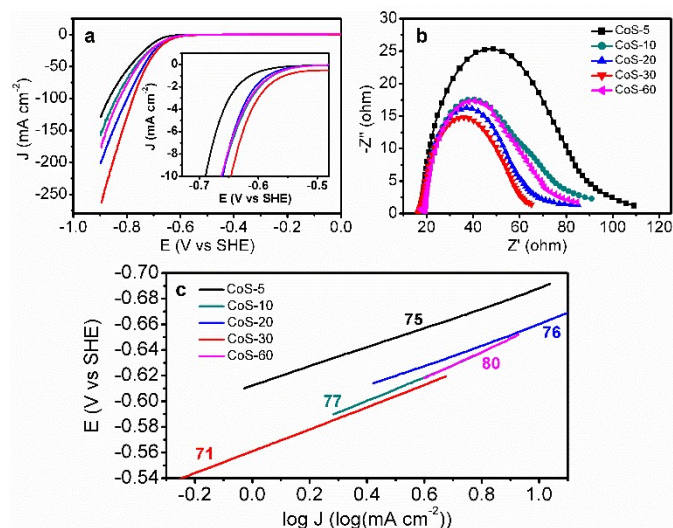 a
0
-50
-100
-150
-200
-250
J (mA cm⁻²)
-1.0 -0.8 -0.6 -0.4 -0.2 0.0
E (V vs SHE)
0
-2
-4
-6
-8
-10
J (mA cm⁻²)
-0.7 -0.6 -0.5
E (V vs SHE)
b
CoS-5
CoS-10
CoS-20
CoS-30
CoS-60
30
25
20
15
10
5
0
-Z'' (ohm)
20 40 60 80 100 120
Z' (ohm)
c
CoS-5
CoS-10
CoS-20
CoS-30
CoS-60
-0.70
-0.68
-0.66
-0.64
-0.62
-0.60
-0.58
-0.56
-0.54
E (V vs SHE)
75
76
80
77
71
-0.2 0.0 0.2 0.4 0.6 0.8 1.0
log J (log(mA cm⁻²)